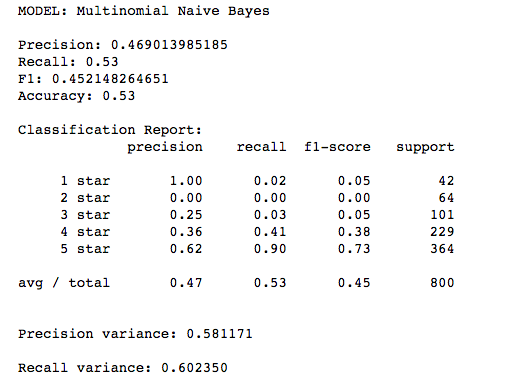 MODEL: Multinomial Naive Bayes
Precision: 0.469013985185
Recall: 0.53
F1: 0.452148264651
Accuracy: 0.53
Classification Report:
precision recall f1-score support
1 star 1.00 0.02 0.05 42
2 star 0.00 0.00 0.00 64
3 star 0.25 0.03 0.05 101
4 star 0.36 0.41 0.38 229
5 star 0.62 0.90 0.73 364
avg / total 0.47 0.53 0.45 800
Precision variance: 0.581171
Recall variance: 0.602350